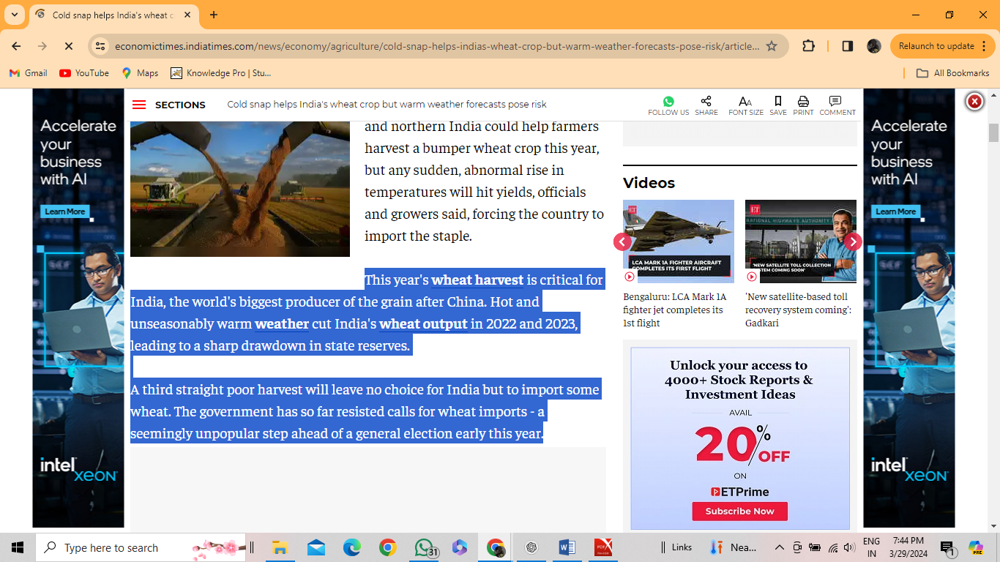 Cold snap helps India's wheat c
economictimes.indiatimes.com/news/economy/agriculture/cold-snap-helps-indias-wheat-crop-but-warm-weather-forecasts-pose-risk/article...
Relaunch to update
Gmail
YouTube
Maps
Knowledge Pro | Stu...
All Bookmarks
SECTIONS
Cold snap helps India's wheat crop but warm weather forecasts pose risk
FOLLOW US
SHARE
AA
FONT SIZE
SAVE
PRINT
COMMENT
Accelerate
your
business
with AI
Learn More
intel
xeon
and northern India could help farmers
harvest a bumper wheat crop this year,
but any sudden, abnormal rise in
temperatures will hit yields, officials
and growers said, forcing the country to
import the staple.
This year's wheat harvest is critical for
India, the world's biggest producer of the grain after China. Hot and
unseasonably warm weather cut India's wheat output in 2022 and 2023,
leading to a sharp drawdown in state reserves.
A third straight poor harvest will leave no choice for India but to import some
wheat. The government has so far resisted calls for wheat imports - a
seemingly unpopular step ahead of a general election early this year.
Videos
ET
LCA MARK 1A FIGHTER AIRCRAFT
COMPLETES ITS FIRST FLIGHT
Bengaluru: LCA Mark 1A
fighter jet completes its
1st flight
ET
NATIONAL HIGHWAYS AUTHORITY
'NEW SATELLITE TOLL COLLECTION
SYSTEM COMING SOON'
'New satellite-based toll
recovery system coming':
Gadkari
Unlock your access to
4000+ Stock Reports &
Investment Ideas
AVAIL
20% OFF
ON
ETPrime
Subscribe Now
Accelerate
your
business
with AI
Learn More
intel
xeon
Type here to search
31
Links
Nea...
ENG
IN
7:44 PM
3/29/2024
1
PRE